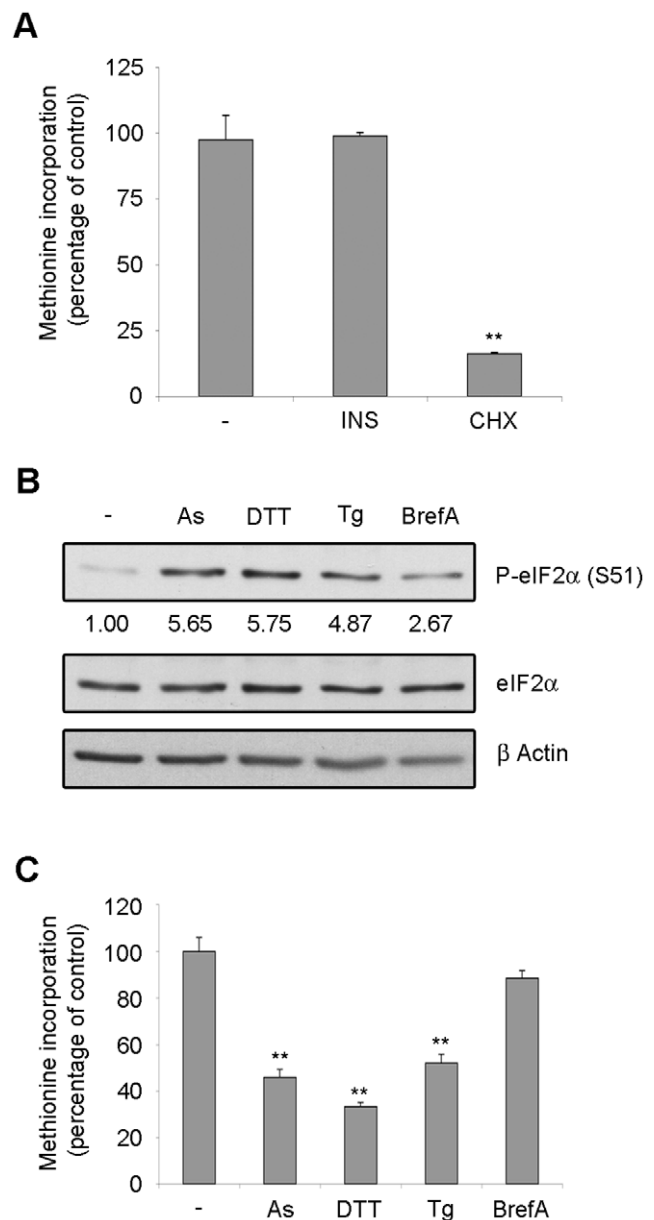 A
Methionine incorporation
(percentage of control)
125
100
75
50
25
0
**
- INS CHX
B
- As DTT Tg BrefA
P-eIF2α (S51)
1.00 5.65 5.75 4.87 2.67
eIF2α
β Actin
C
Methionine incorporation
(percentage of control)
120
100
80
60
40
20
0
** ** **
- As DTT Tg BrefA